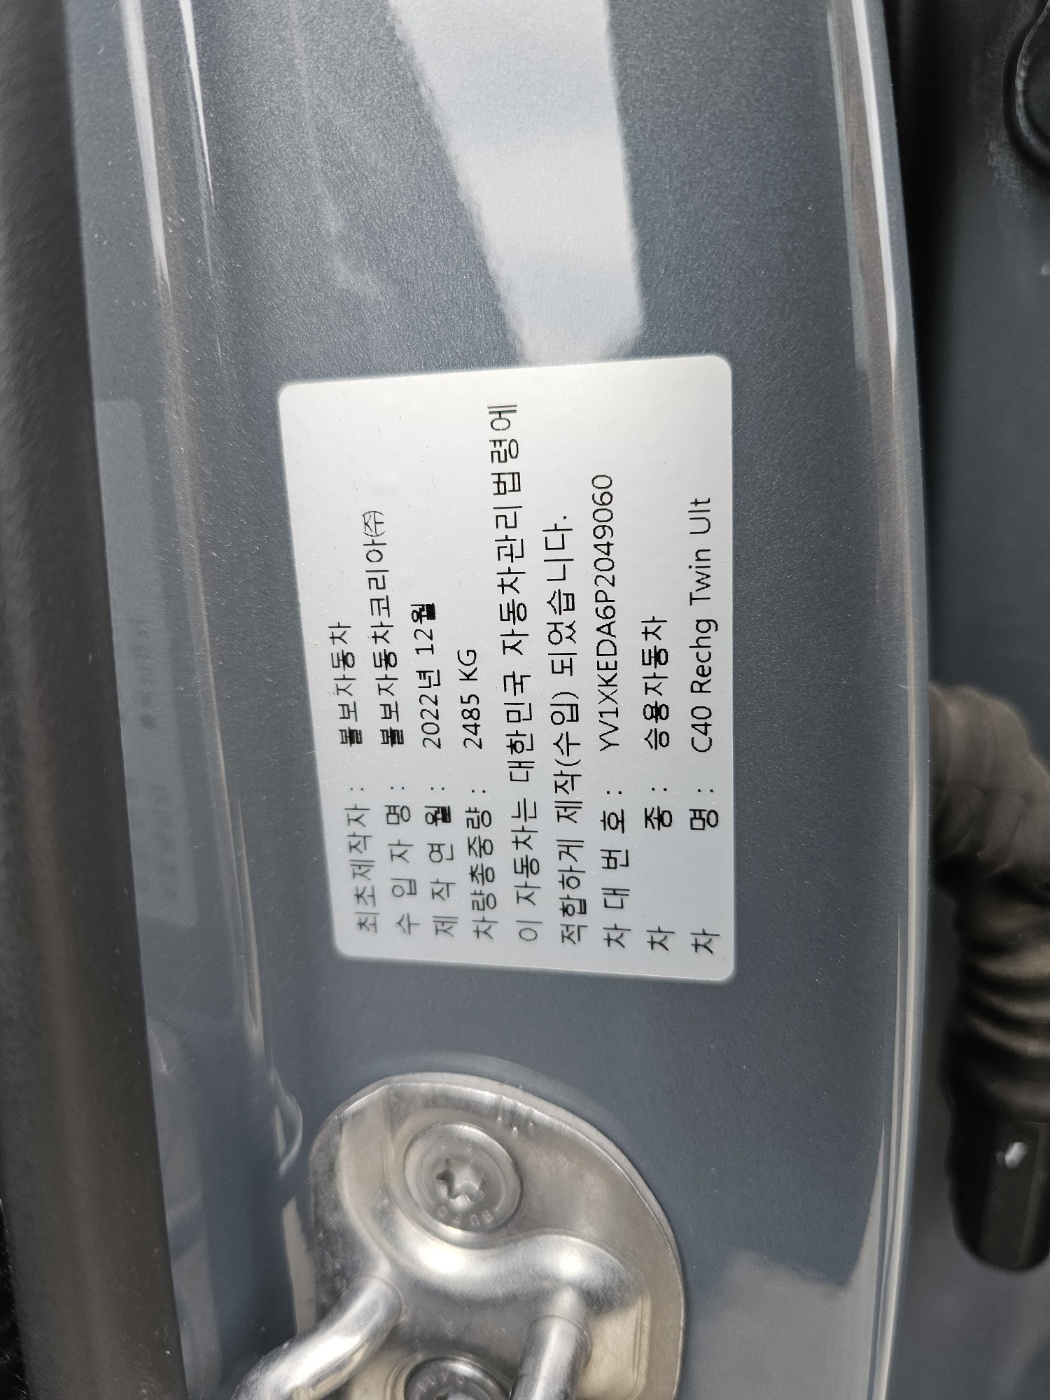 최초제작자 : 볼보자동차
수 입 자 명 : 볼보자동차코리아㈜
제 작 연 월 : 2022년 12월
차량총중량 : 2485 KG
이 자동차는 대한민국 자동차관리법령에
적합하게 제작(수입) 되었습니다.
차 대 번 호 : YV1XKEDA6P2049060
차 종 : 승용자동차
차 명 : C40 Rechg Twin Ult